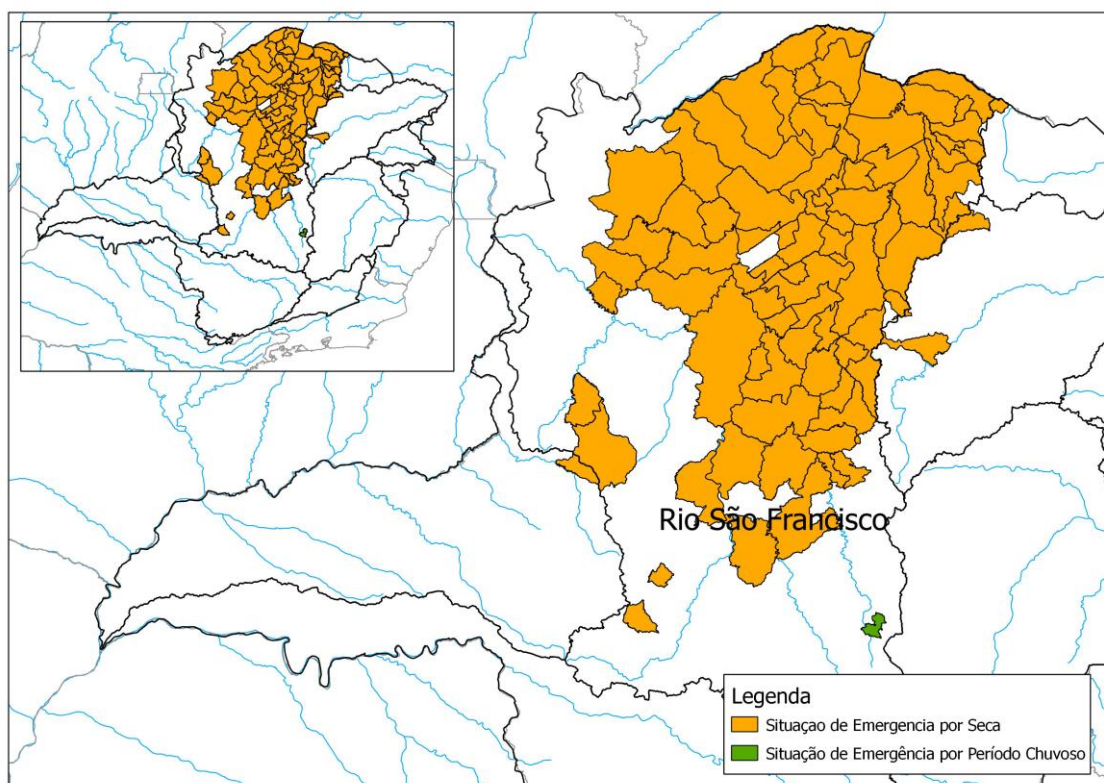 Rio São Francisco
Legenda
Situaçao de Emergencia por Seca
Situação de Emergência por Período Chuvoso